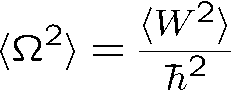 ⟨Ω²⟩ = ⟨W²⟩ / ħ²